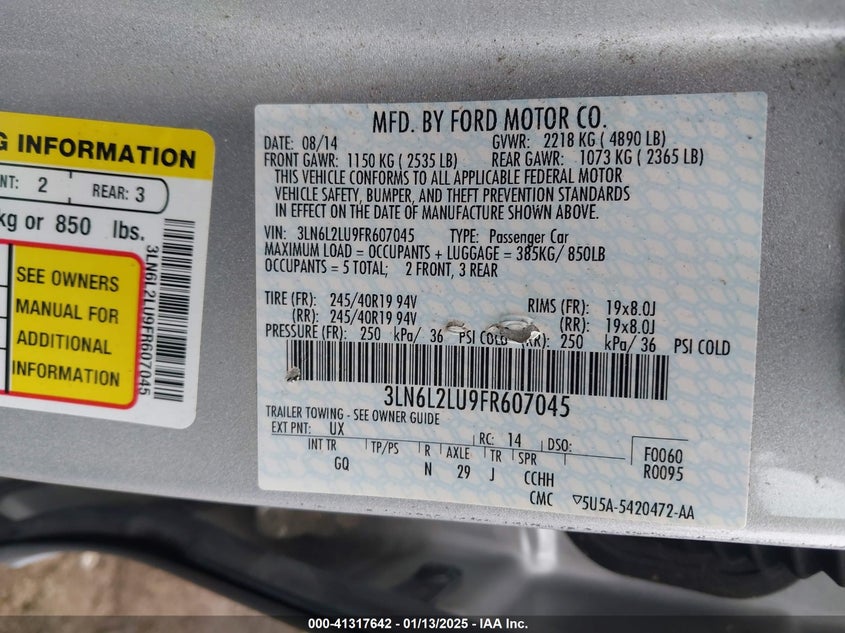 G INFORMATION
NT: 2 REAR: 3
kg or 850 lbs.
SEE OWNERS
MANUAL FOR
ADDITIONAL
INFORMATION
3LN6L2LU9FR607045
MFD. BY FORD MOTOR CO.
DATE: 08/14 GVWR: 2218 KG ( 4890 LB)
FRONT GAWR: 1150 KG ( 2535 LB) REAR GAWR: 1073 KG ( 2365 LB)
THIS VEHICLE CONFORMS TO ALL APPLICABLE FEDERAL MOTOR
VEHICLE SAFETY, BUMPER, AND THEFT PREVENTION STANDARDS
IN EFFECT ON THE DATE OF MANUFACTURE SHOWN ABOVE.
VIN: 3LN6L2LU9FR607045 TYPE: Passenger Car
MAXIMUM LOAD = OCCUPANTS + LUGGAGE = 385KG/ 850LB
OCCUPANTS = 5 TOTAL; 2 FRONT, 3 REAR
TIRE (FR): 245/40R19 94V RIMS (FR): 19x8.0J
(RR): 245/40R19 94V (RR): 19x8.0J
PRESSURE (FR): 250 kPa/ 36 PSI COLD RR): 250 kPa/ 36 PSI COLD
3LN6L2LU9FR607045
TRAILER TOWING - SEE OWNER GUIDE
EXT PNT: UX RC: 14 DSO: F0060
INT TR TP/PS R AXLE TR SPR R0095
GQ N 29 J CCHH
CMC ▽5U5A-5420472-AA
000-41317642 - 01/13/2025 - IAA Inc.